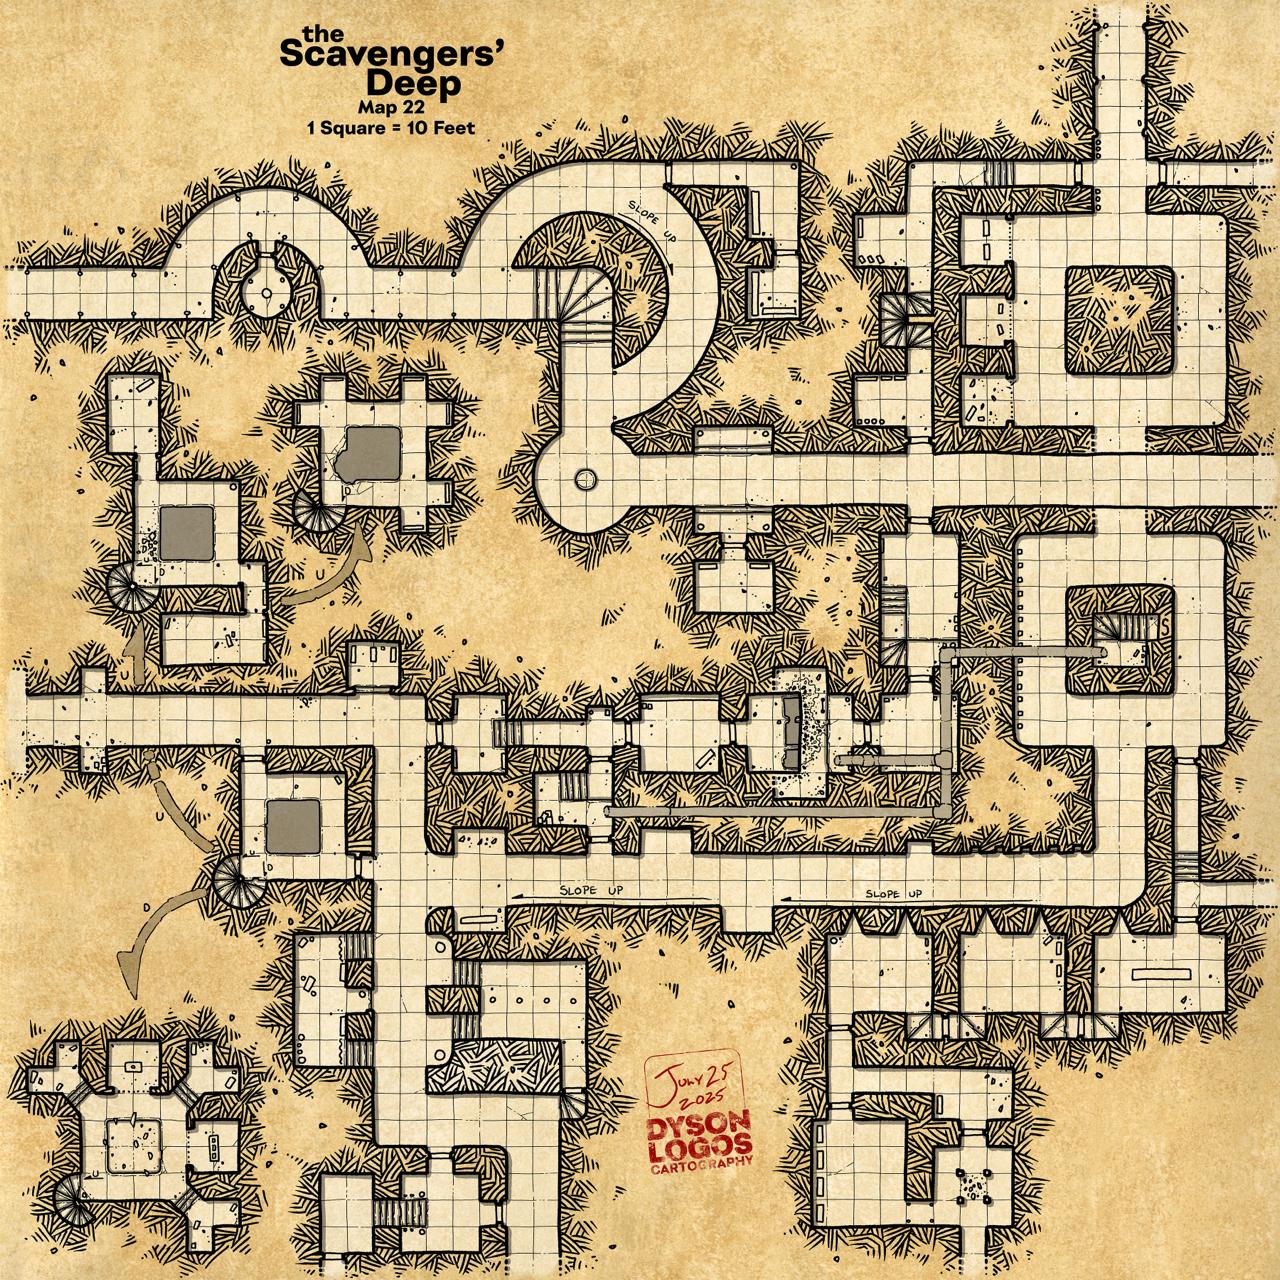 the
Scavengers'
Deep
Map 22
1 Square = 10 Feet
SLOPE UP
U
D
U
D
U
U
S
U
U
D
D
SLOPE UP
SLOPE UP
U
July 25
2025
DYSON
LOGOS
CARTOGRAPHY